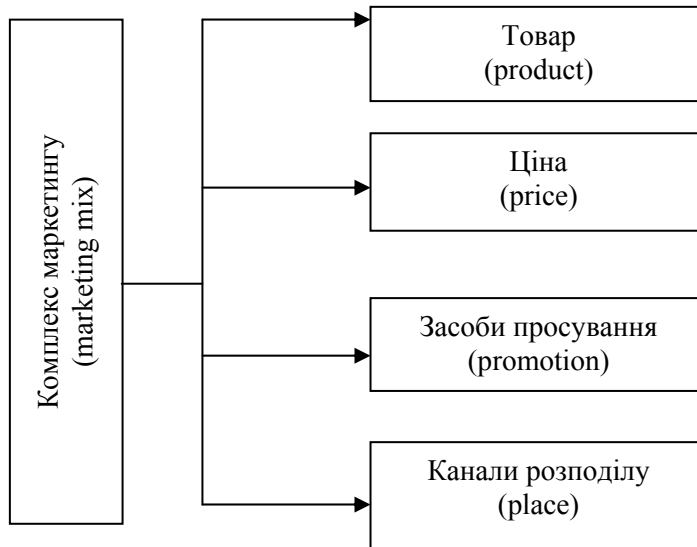 Комплекс маркетингу
(marketing mix)
Товар
(product)
Ціна
(price)
Засоби просування
(promotion)
Канали розподілу
(place)